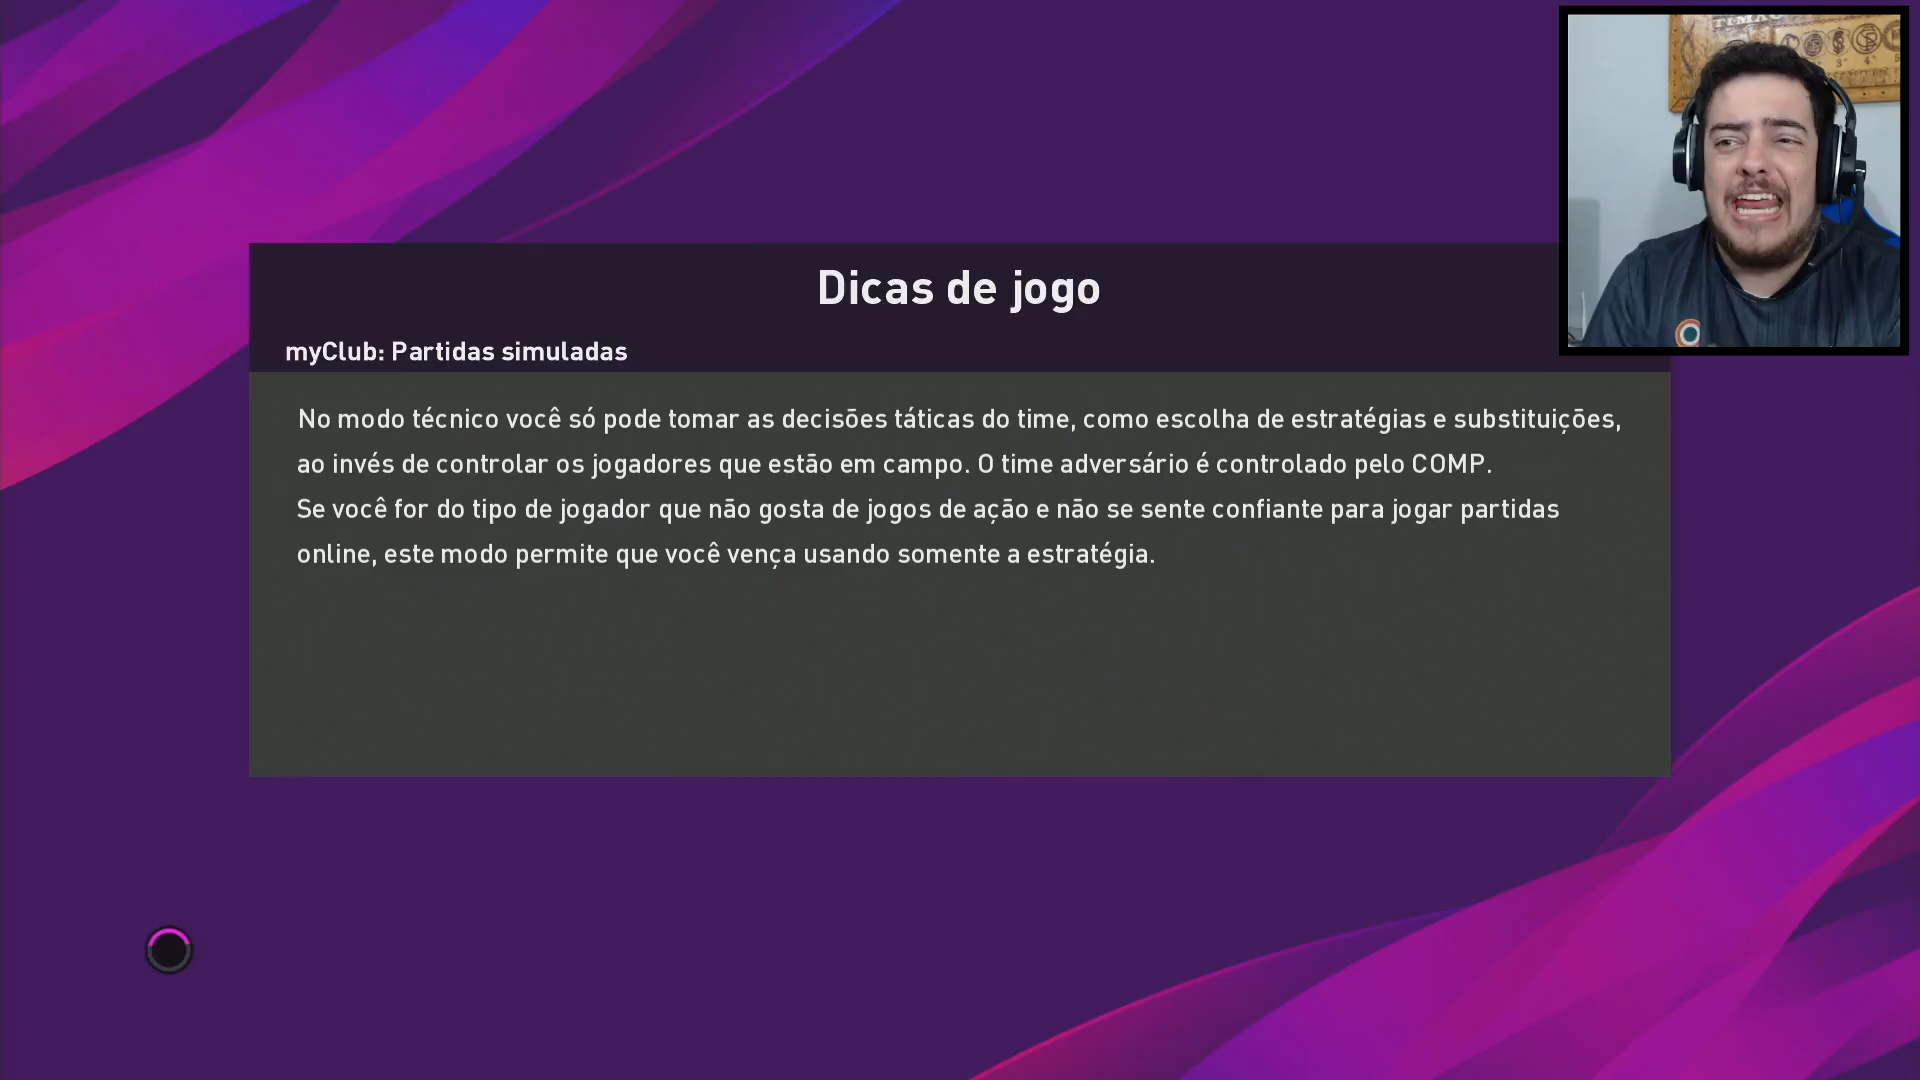 TIMÃO
3° 4°
Dicas de jogo
myClub: Partidas simuladas
No modo técnico você só pode tomar as decisões táticas do time, como escolha de estratégias e substituições,
ao invés de controlar os jogadores que estão em campo. O time adversário é controlado pelo COMP.
Se você for do tipo de jogador que não gosta de jogos de ação e não se sente confiante para jogar partidas
online, este modo permite que você vença usando somente a estratégia.